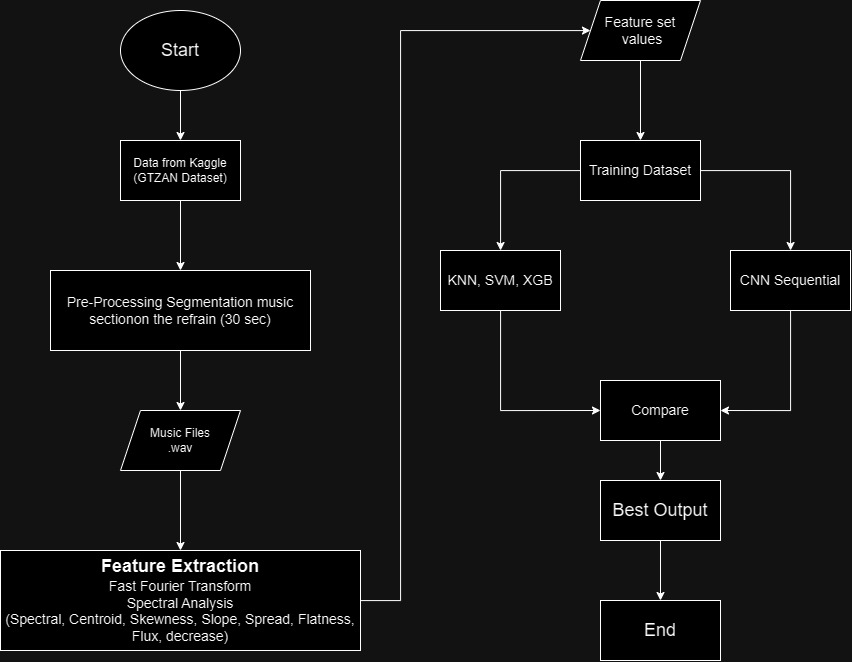 Start
Data from Kaggle
(GTZAN Dataset)
Pre-Processing Segmentation music
sectionon the refrain (30 sec)
Music Files
.wav
Feature Extraction
Fast Fourier Transform
Spectral Analysis
(Spectral, Centroid, Skewness, Slope, Spread, Flatness,
Flux, decrease)
Feature set
values
Training Dataset
KNN, SVM, XGB
CNN Sequential
Compare
Best Output
End